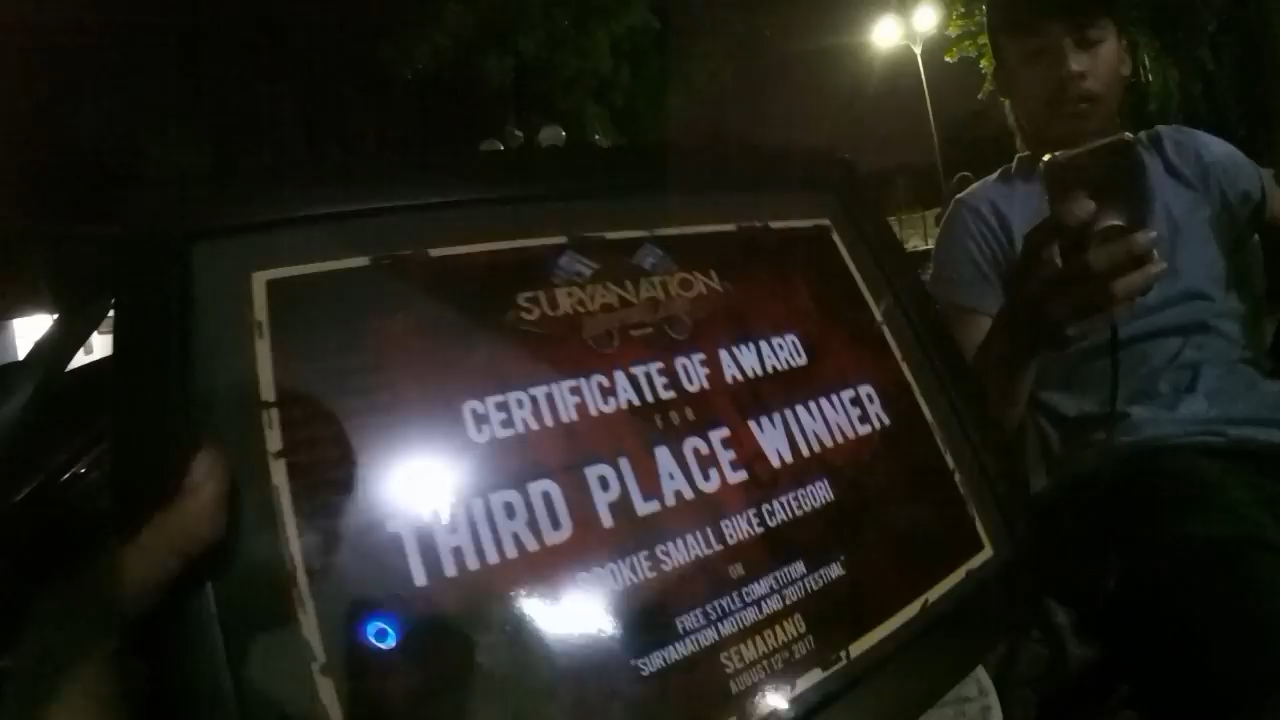 SURYANATION
CERTIFICATE OF AWARD
FOR
THIRD PLACE WINNER
SMALL BIKE CATEGORI
ON
FREE STYLE COMPETITION
"SURYANATION MOTORLAND 2017 FESTIVAL"
SEMARANG
AUGUST 12TH, 2017